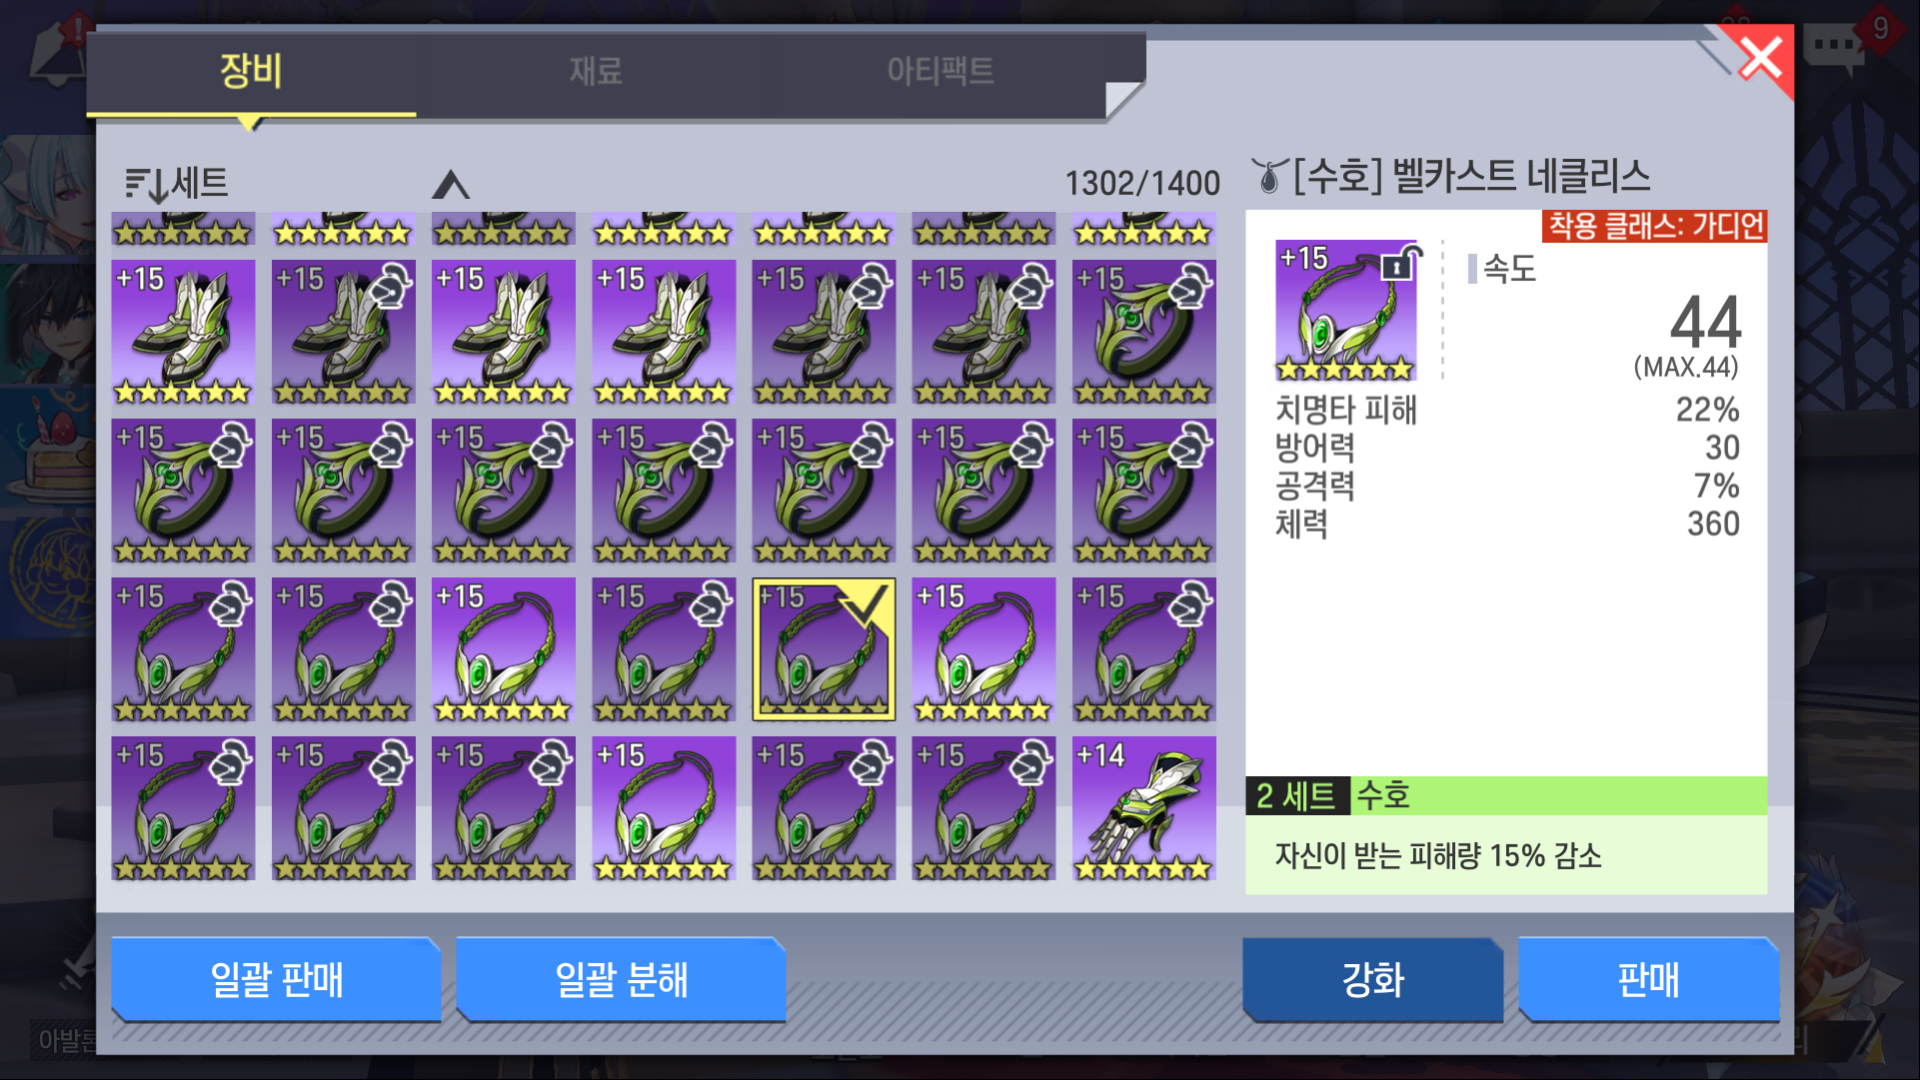 장비
재료
아티팩트
9
세트
1302/1400
[수호] 벨카스트 네클리스
착용 클래스: 가디언
+15
속도
44
(MAX.44)
치명타 피해 22%
방어력 30
공격력 7%
체력 360
+15 +15 +15 +15 +15 +15 +15
+15 +15 +15 +15 +15 +15 +15
+15 +15 +15 +15 +15 +15 +15
+15 +15 +15 +15 +15 +15 +14
2 세트 수호
자신이 받는 피해량 15% 감소
일괄 판매
일괄 분해
강화
판매